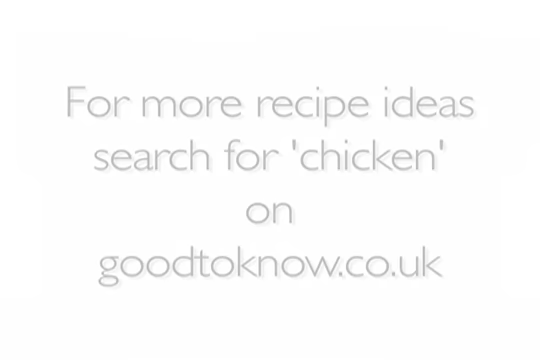 For more recipe ideas
search for 'chicken'
on
goodtoknow.co.uk